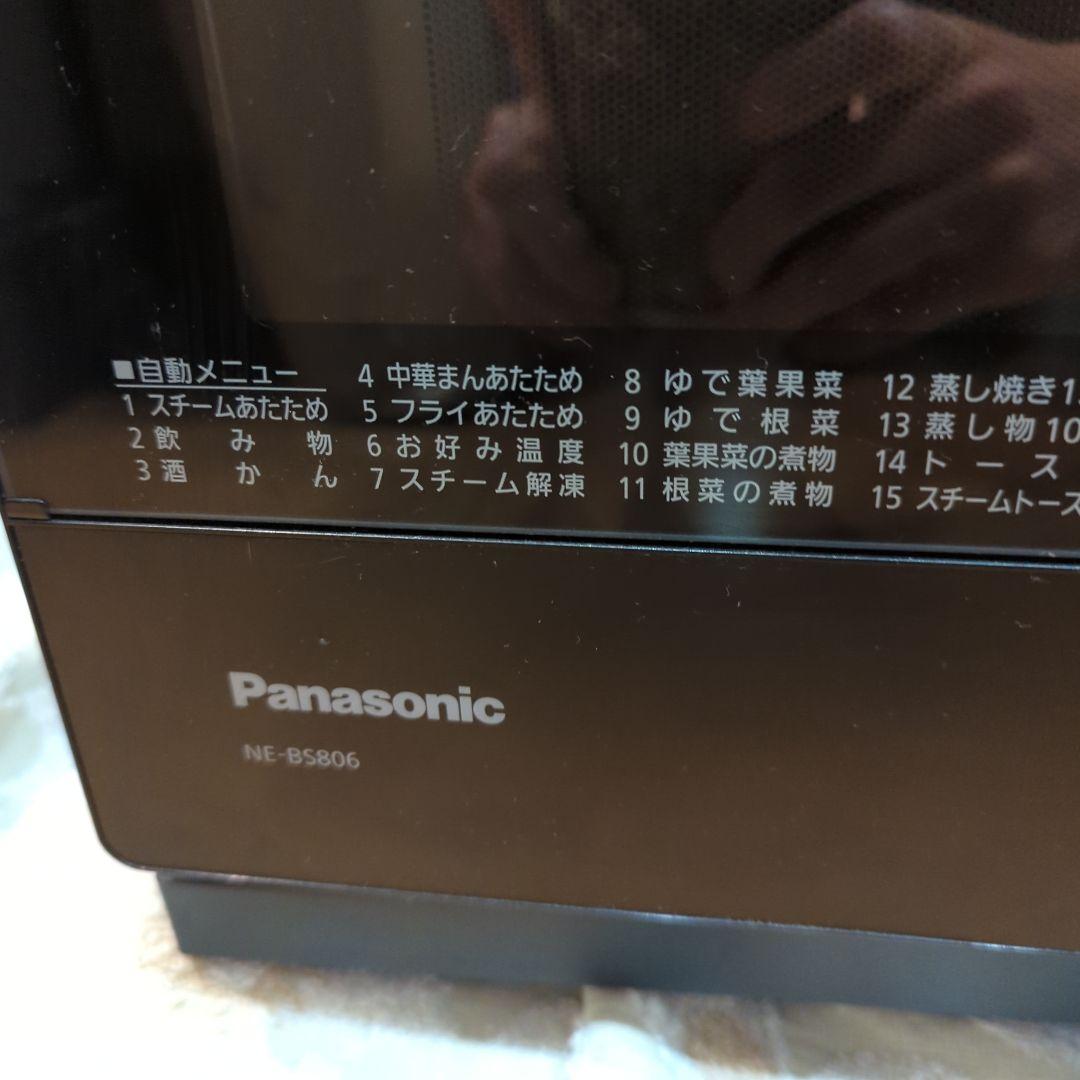 ■自動メニュー
1 スチームあたため
2 飲み物
3 酒かん
4 中華まんあたため
5 フライあたため
6 お好み温度
7 スチーム解凍
8 ゆで葉果菜
9 ゆで根菜
10 葉果菜の煮物
11 根菜の煮物
12 蒸し焼き
13 蒸し物10
14 トース
15 スチームトース
Panasonic
NE-BS806